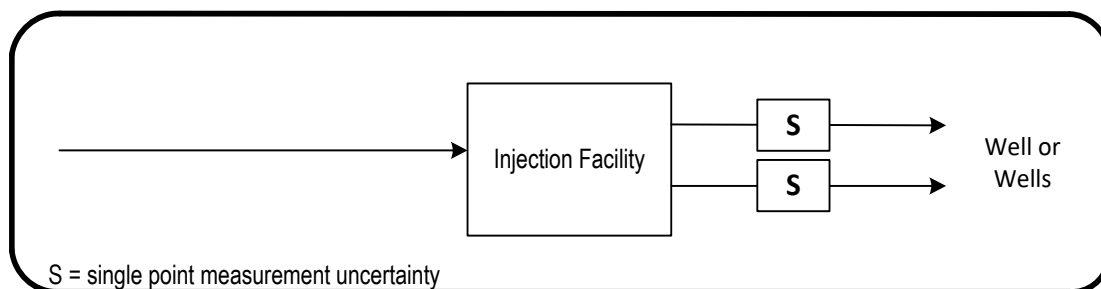 S
Injection Facility
S
Well or
Wells
S = single point measurement uncertainty